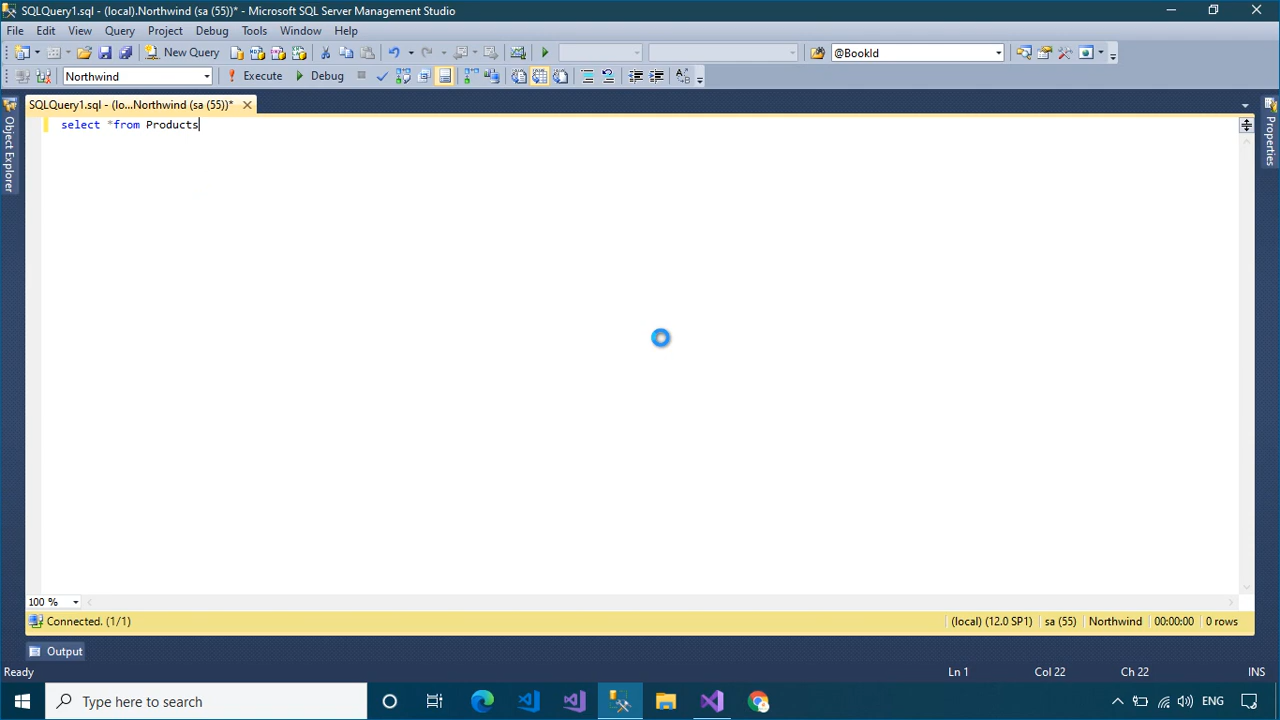 SQLQuery1.sql - (local).Northwind (sa (55))* - Microsoft SQL Server Management Studio
File Edit View Query Project Debug Tools Window Help
New Query @BookId
Northwind Execute Debug
SQLQuery1.sql - (lo...Northwind (sa (55))*
Object Explorer
Properties
select *from Products
100 %
Connected. (1/1) (local) (12.0 SP1) sa (55) Northwind 00:00:00 0 rows
Output
Ready Ln 1 Col 22 Ch 22 INS
Type here to search ENG